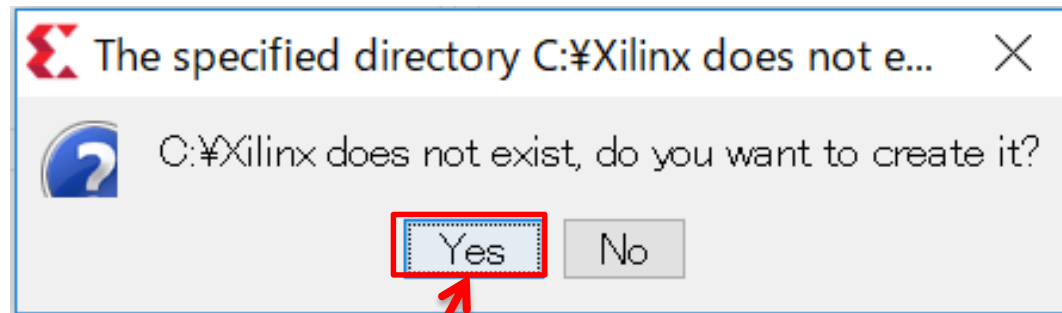 The specified directory C:¥Xilinx does not e...
C:¥Xilinx does not exist, do you want to create it?
Yes No